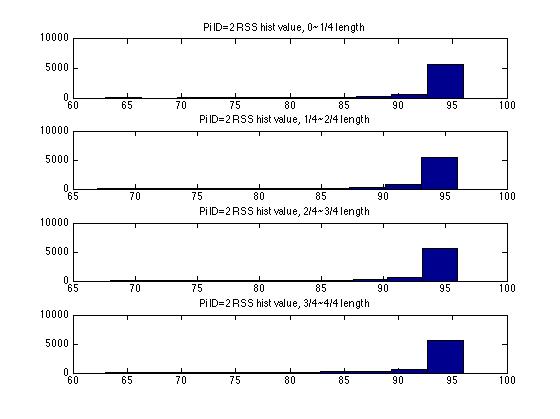 PiID=2 RSS hist value, 0~1/4 length
10000
5000
0
60 65 70 75 80 85 90 95 100
PiID=2 RSS hist value, 1/4~2/4 length
10000
5000
0
65 70 75 80 85 90 95 100
PiID=2 RSS hist value, 2/4~3/4 length
10000
5000
0
65 70 75 80 85 90 95 100
PiID=2 RSS hist value, 3/4~4/4 length
10000
5000
0
60 65 70 75 80 85 90 95 100